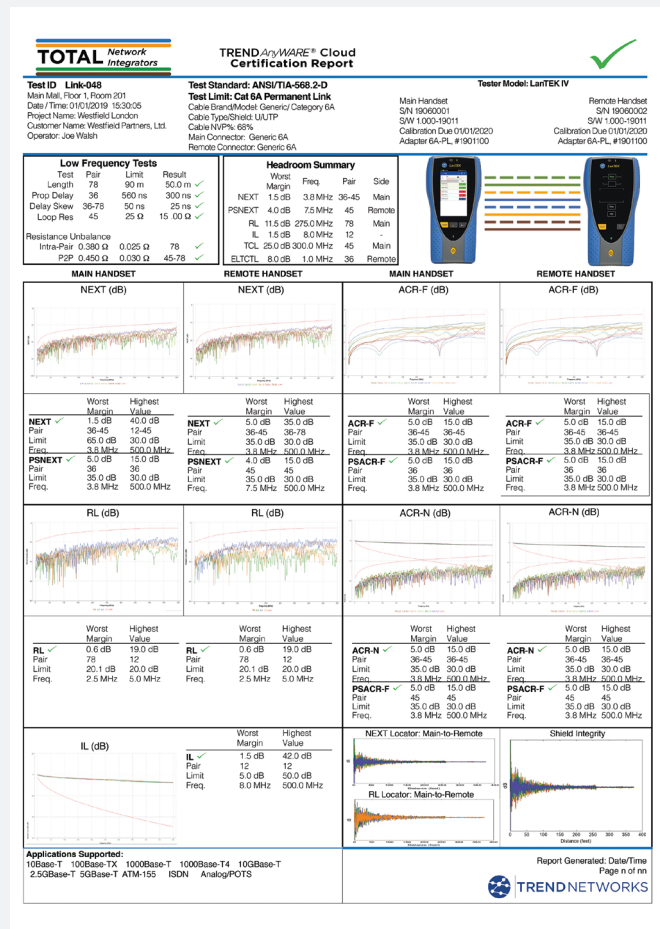 TOTAL Network Integrators
TREND AnyWARE® Cloud
Certification Report
Test ID Link-048
Main Mall, Floor 1, Room 201
Date / Time: 01/01/2019 15:30:05
Project Name: Westfield London
Customer Name: Westfield Partners, Ltd.
Operator: Joe Walsh
Test Standard: ANSI/TIA-568.2-D
Test Limit: Cat 6A Permanent Link
Cable Brand/Model: Generic/ Category 6A
Cable Type/Shield: U/UTP
Cable NVP%: 68%
Main Connector: Generic 6A
Remote Connector: Generic 6A
Tester Model: LanTEK IV
Main Handset
S/N 19060001
S/W 1.000-19011
Calibration Due 01/01/2020
Adapter 6A-PL, #1901100
Remote Handset
S/N 19060002
S/W 1.000-19011
Calibration Due 01/01/2020
Adapter 6A-PL, #1901100
Low Frequency Tests
Test Pair Limit Result
Length 78 90 m 50.0 m ✓
Prop Delay 36 560 ns 300 ns ✓
Delay Skew 36-78 50 ns 25 ns ✓
Loop Res 45 25 Ω 15 .00 Ω ✓
Resistance Unbalance
Intra-Pair 0.380 Ω 0.025 Ω 78 ✓
P2P 0.450 Ω 0.030 Ω 45-78 ✓
Headroom Summary
Worst Margin Freq. Pair Side
NEXT 1.5 dB 3.8 MHz 36-45 Main
PSNEXT 4.0 dB 7.5 MHz 45 Remote
RL 11.5 dB 275.0 MHz 78 Main
IL 1.5 dB 8.0 MHz 12 -
TCL 25.0 dB 300.0 MHz 45 Main
ELTCTL 8.0 dB 1.0 MHz 36 Remote
MAIN HANDSET REMOTE HANDSET MAIN HANDSET REMOTE HANDSET
NEXT (dB) NEXT (dB) ACR-F (dB) ACR-F (dB)
Worst Margin Highest Value
NEXT ✓ 1.5 dB 40.0 dB
Pair 36-45 12-45
Limit 65.0 dB 30.0 dB
Freq. 3.8 MHz 500.0 MHz
PSNEXT ✓ 5.0 dB 15.0 dB
Pair 36 36
Limit 35.0 dB 30.0 dB
Freq. 3.8 MHz 500.0 MHz
Worst Margin Highest Value
NEXT ✓ 5.0 dB 35.0 dB
Pair 36-45 36-78
Limit 35.0 dB 30.0 dB
Freq. 3.8 MHz 500.0 MHz
PSNEXT ✓ 4.0 dB 15.0 dB
Pair 45 45
Limit 35.0 dB 30.0 dB
Freq. 7.5 MHz 500.0 MHz
Worst Margin Highest Value
ACR-F ✓ 5.0 dB 15.0 dB
Pair 36-45 36-45
Limit 35.0 dB 30.0 dB
Freq. 3.8 MHz 500.0 MHz
PSACR-F ✓ 5.0 dB 15.0 dB
Pair 36 36
Limit 35.0 dB 30.0 dB
Freq. 3.8 MHz 500.0 MHz
Worst Margin Highest Value
ACR-F ✓ 5.0 dB 15.0 dB
Pair 36-45 36-45
Limit 35.0 dB 30.0 dB
Freq. 3.8 MHz 500.0 MHz
PSACR-F ✓ 5.0 dB 15.0 dB
Pair 36 36
Limit 35.0 dB 30.0 dB
Freq. 3.8 MHz 500.0 MHz
RL (dB) RL (dB) ACR-N (dB) ACR-N (dB)
Worst Margin Highest Value
RL ✓ 0.6 dB 19.0 dB
Pair 78 12
Limit 20.1 dB 20.0 dB
Freq. 2.5 MHz 5.0 MHz
Worst Margin Highest Value
RL ✓ 0.6 dB 19.0 dB
Pair 78 12
Limit 20.1 dB 20.0 dB
Freq. 2.5 MHz 5.0 MHz
Worst Margin Highest Value
ACR-N ✓ 5.0 dB 15.0 dB
Pair 36-45 36-45
Limit 35.0 dB 30.0 dB
Freq. 3.8 MHz 500.0 MHz
PSACR-F ✓ 5.0 dB 15.0 dB
Pair 45 45
Limit 35.0 dB 30.0 dB
Freq. 3.8 MHz 500.0 MHz
Worst Margin Highest Value
ACR-N ✓ 5.0 dB 15.0 dB
Pair 36-45 36-45
Limit 35.0 dB 30.0 dB
Freq. 3.8 MHz 500.0 MHz
PSACR-F ✓ 5.0 dB 15.0 dB
Pair 45 45
Limit 35.0 dB 30.0 dB
Freq. 3.8 MHz 500.0 MHz
IL (dB)
Worst Margin Highest Value
IL ✓ 1.5 dB 42.0 dB
Pair 12 12
Limit 5.0 dB 50.0 dB
Freq. 8.0 MHz 500.0 MHz
NEXT Locator: Main-to-Remote
RL Locator: Main-to-Remote
Shield Integrity
0 50 100 150 200 250 300 350 400
Distance (feet)
Applications Supported:
10Base-T 100Base-TX 1000Base-T 1000Base-T4 10GBase-T
2.5GBase-T 5GBase-T ATM-155 ISDN Analog/POTS
Report Generated: Date/Time
Page n of nn
TRENDNETWORKS